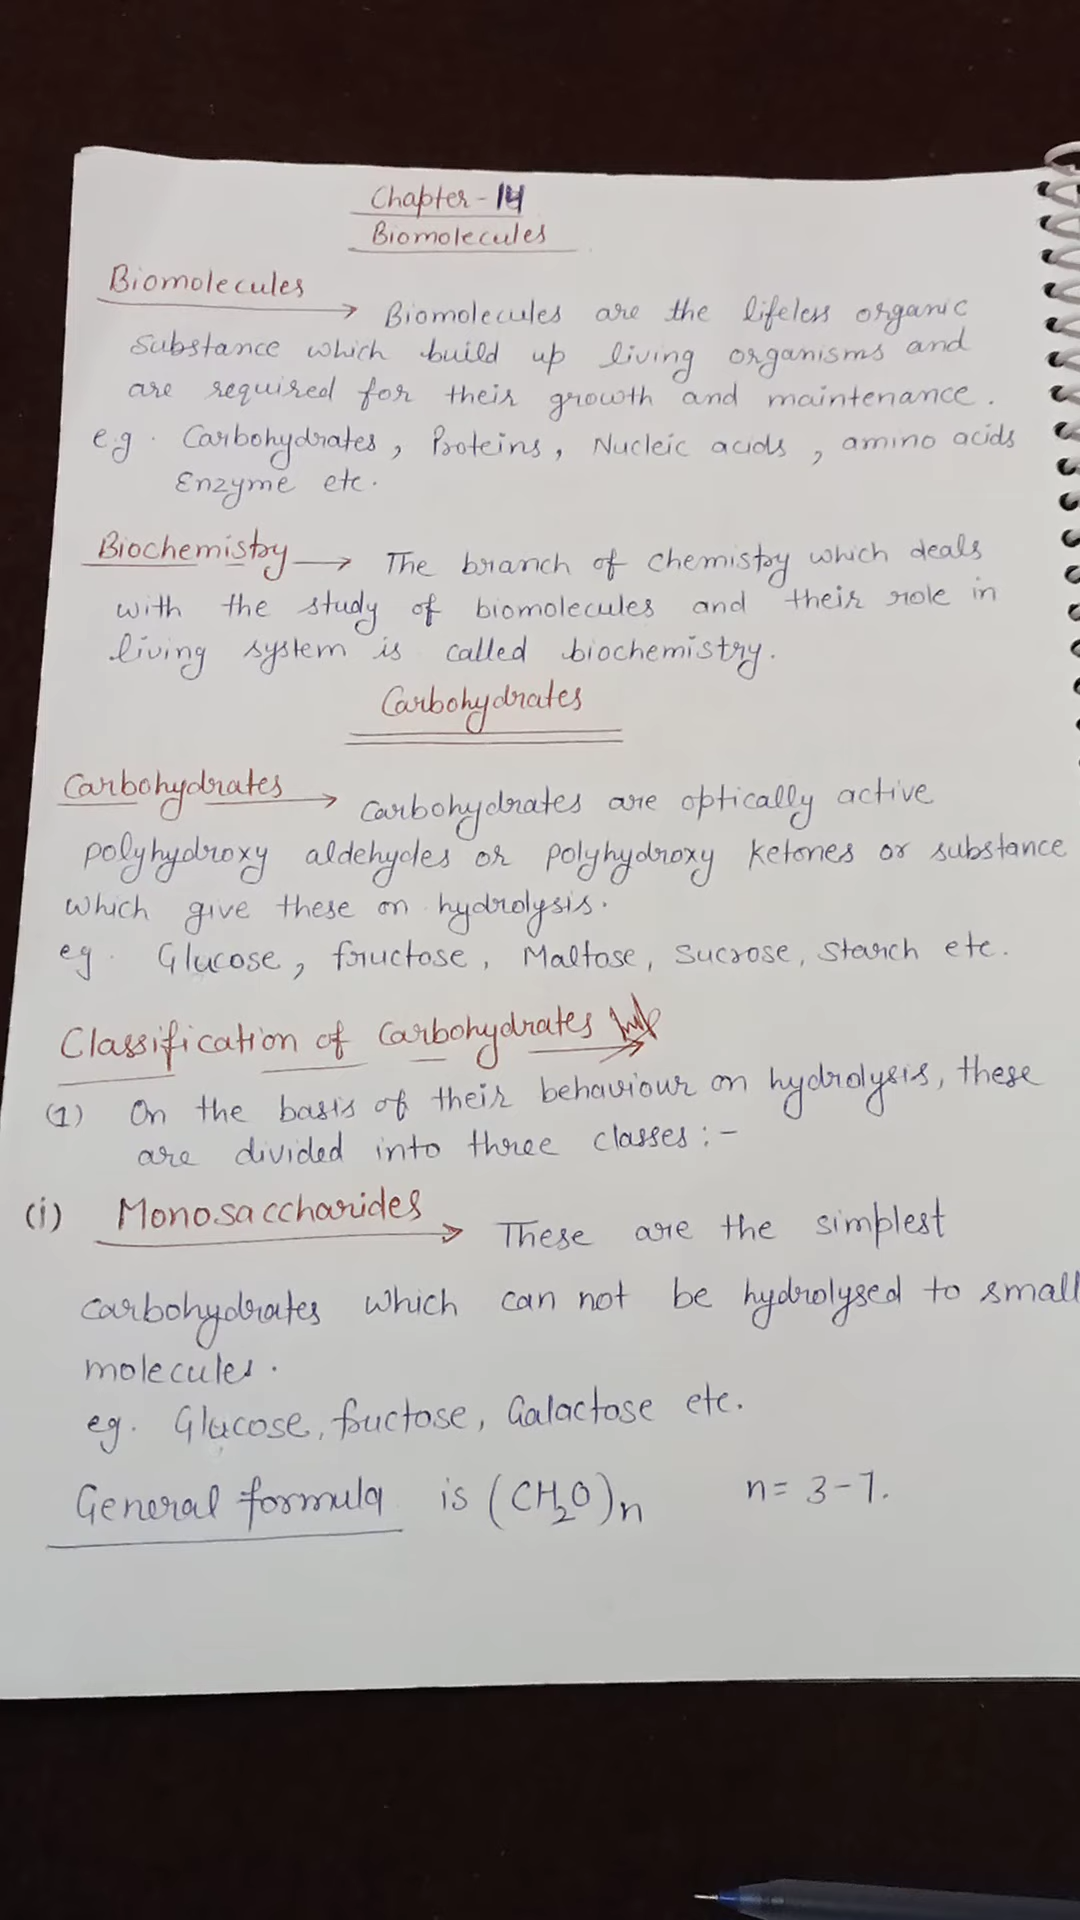 Chapter-14
Biomolecules
Biomolecules → Biomolecules are the lifeless organic
substance which build up living organisms and
are required for their growth and maintenance.
e.g. Carbohydrates, Proteins, Nucleic acids, amino acids
Enzyme etc.
Biochemistry → The branch of chemistry which deals
with the study of biomolecules and their role in
living system is called biochemistry.
Carbohydrates
Carbohydrates → Carbohydrates are optically active
polyhydroxy aldehydes or polyhydroxy ketones or substance
which give these on hydrolysis.
eg. Glucose, fructose, Maltose, Sucrose, Starch etc.
Classification of Carbohydrates Imp
(1) On the basis of their behaviour on hydrolysis, these
are divided into three classes:-
(i) Monosaccharides → These are the simplest
carbohydrates which can not be hydrolysed to small
molecules.
eg. Glucose, fructose, Galactose etc.
General formula is (CH₂O)n n= 3-7.